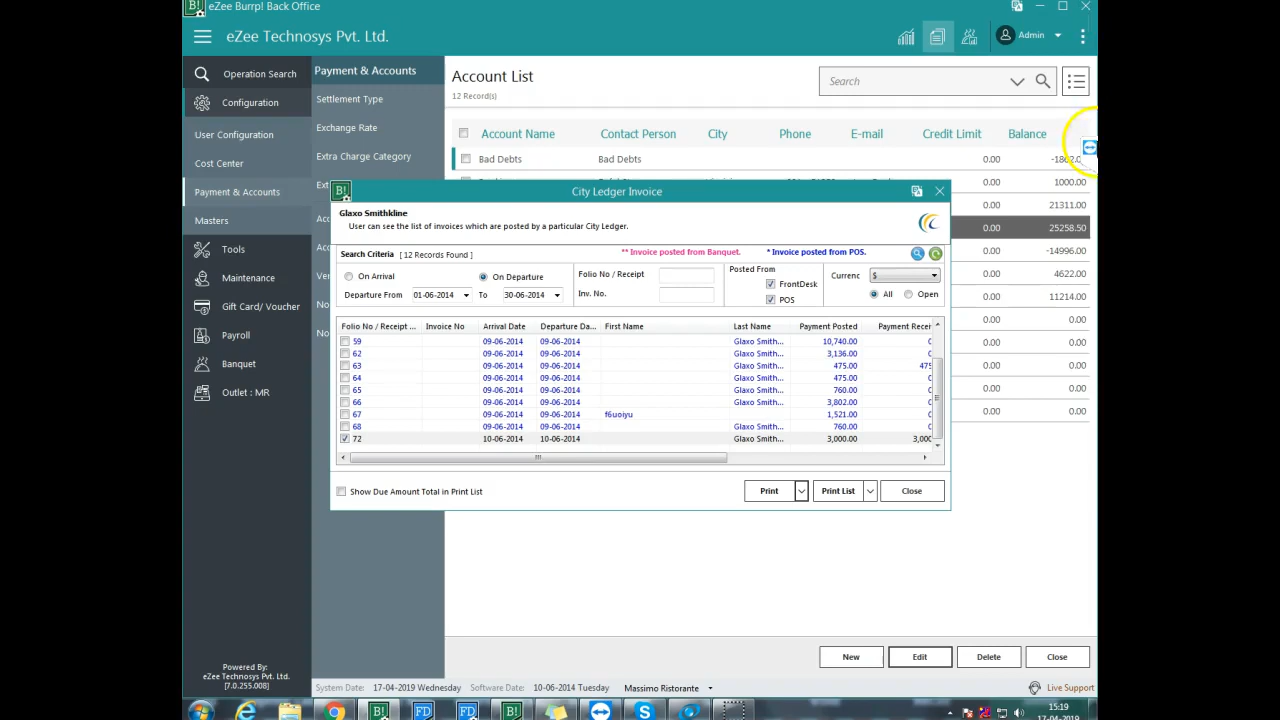 eZee Burrp! Back Office
eZee Technosys Pvt. Ltd.
Admin
Operation Search
Configuration
User Configuration
Cost Center
Payment & Accounts
Masters
Tools
Maintenance
Gift Card/ Voucher
Payroll
Banquet
Outlet : MR
Powered By:
eZee Technosys Pvt. Ltd.
[7.0.255.008]
Payment & Accounts
Settlement Type
Exchange Rate
Extra Charge Category
Account List
12 Record(s)
Search
Account Name Contact Person City Phone E-mail Credit Limit Balance
Bad Debts Bad Debts 0.00
0.00 1000.00
0.00 21311.00
0.00 25258.50
0.00 -14996.00
0.00 4622.00
0.00 11214.00
0.00 0.00
0.00 0.00
0.00 0.00
0.00 0.00
City Ledger Invoice
Glaxo Smithkline
User can see the list of invoices which are posted by a particular City Ledger.
Search Criteria [ 12 Records Found ] ** Invoice posted from Banquet. * Invoice posted from POS.
On Arrival On Departure
Departure From 01-06-2014 To 30-06-2014
Folio No / Receipt
Inv. No.
Posted From
FrontDesk
POS
Currenc $
All Open
Folio No / Receipt ... Invoice No Arrival Date Departure Da... First Name Last Name Payment Posted Payment Receiv
59 09-06-2014 09-06-2014 Glaxo Smith... 10,740.00 0
62 09-06-2014 09-06-2014 Glaxo Smith... 3,136.00 0
63 09-06-2014 09-06-2014 Glaxo Smith... 475.00 475
64 09-06-2014 09-06-2014 Glaxo Smith... 475.00 0
65 09-06-2014 09-06-2014 Glaxo Smith... 760.00 0
66 09-06-2014 09-06-2014 Glaxo Smith... 3,802.00 0
67 09-06-2014 09-06-2014 f6uoiyu 1,521.00 0
68 09-06-2014 09-06-2014 Glaxo Smith... 760.00 0
72 10-06-2014 10-06-2014 Glaxo Smith... 3,000.00 3,000
Show Due Amount Total in Print List
Print Print List Close
New Edit Delete Close
System Date: 17-04-2019 Wednesday Software Date: 10-06-2014 Tuesday Massimo Ristorante Live Support
15:19
17-04-2019